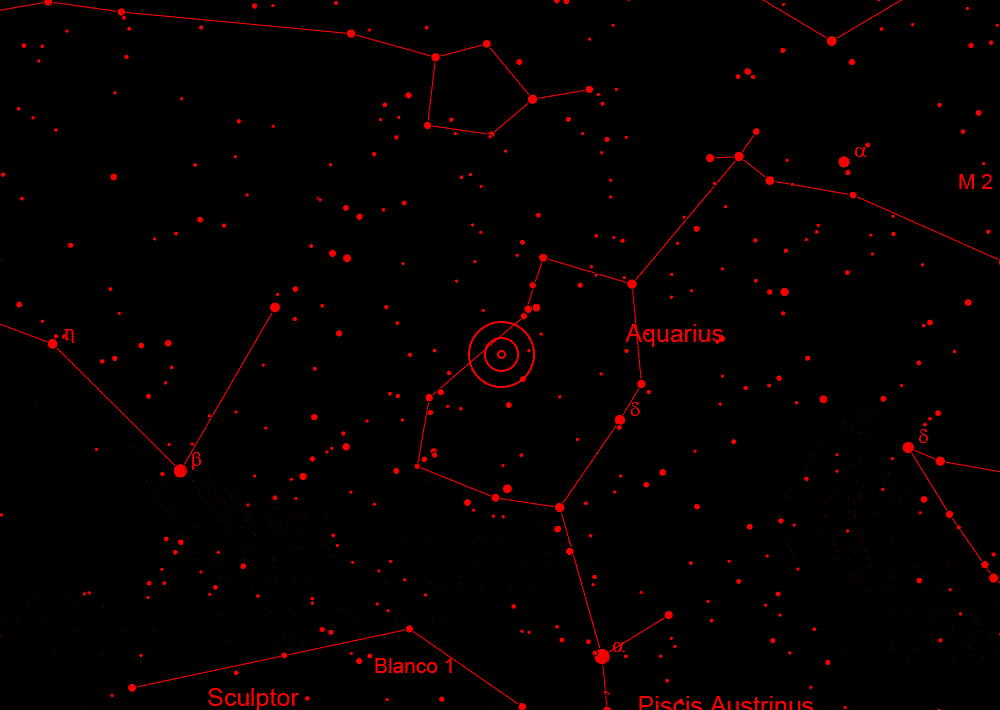 α
M 2
η
Aquarius
δ
δ
β
α
Blanco 1
Sculptor
Piscis Austrinus